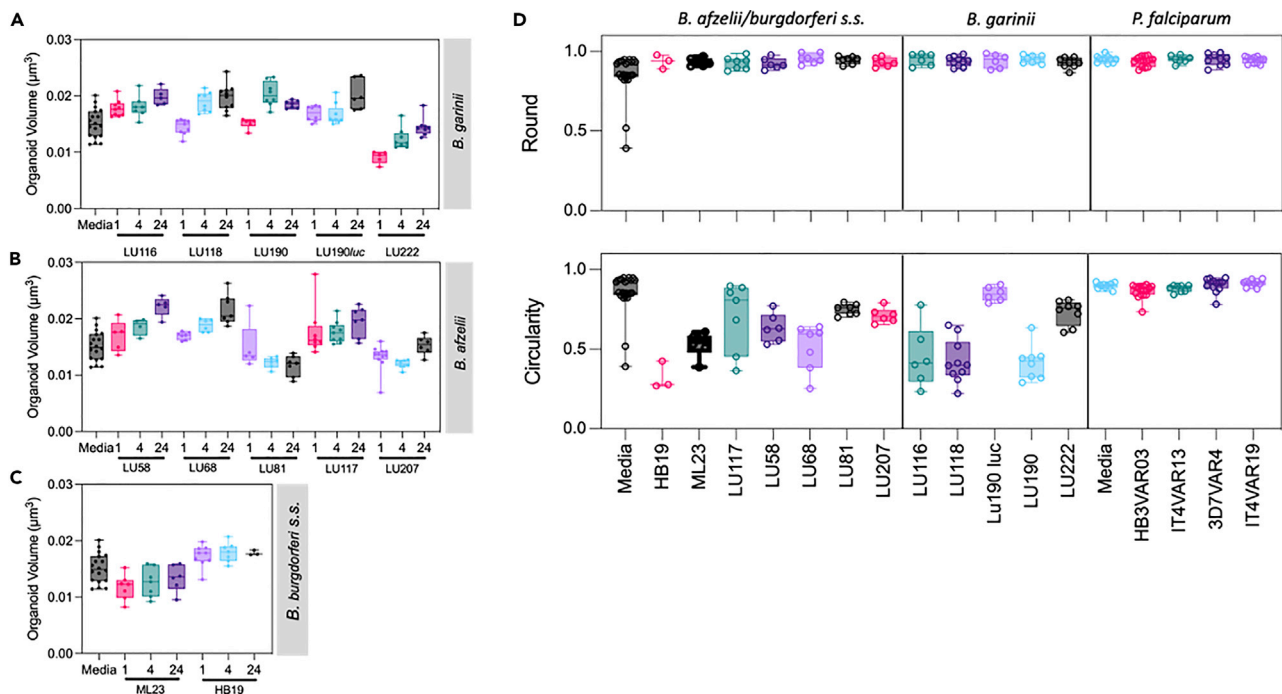 A
0.03
0.02
0.01
0.00
Organoid Volume (µm³)
Media 1 4 24 1 4 24 1 4 24 1 4 24 1 4 24
LU116 LU118 LU190 LU190luc LU222
B. garinii
B
0.03
0.02
0.01
0.00
Organoid Volume (µm³)
Media 1 4 24 1 4 24 1 4 24 1 4 24 1 4 24
LU58 LU68 LU81 LU117 LU207
B. afzelii
C
0.03
0.02
0.01
0.00
Organoid Volume (µm³)
Media 1 4 24 1 4 24
ML23 HB19
B. burgdorferi s.s.
D
B. afzelii/burgdorferi s.s. B. garinii P. falciparum
1.0
0.5
0.0
Round
1.0
0.5
0.0
Circularity
Media
HB19
ML23
LU117
LU58
LU68
LU81
LU207
LU116
LU118
Lu190 luc
LU190
LU222
Media
HB3VAR03
IT4VAR13
3D7VAR4
IT4VAR19